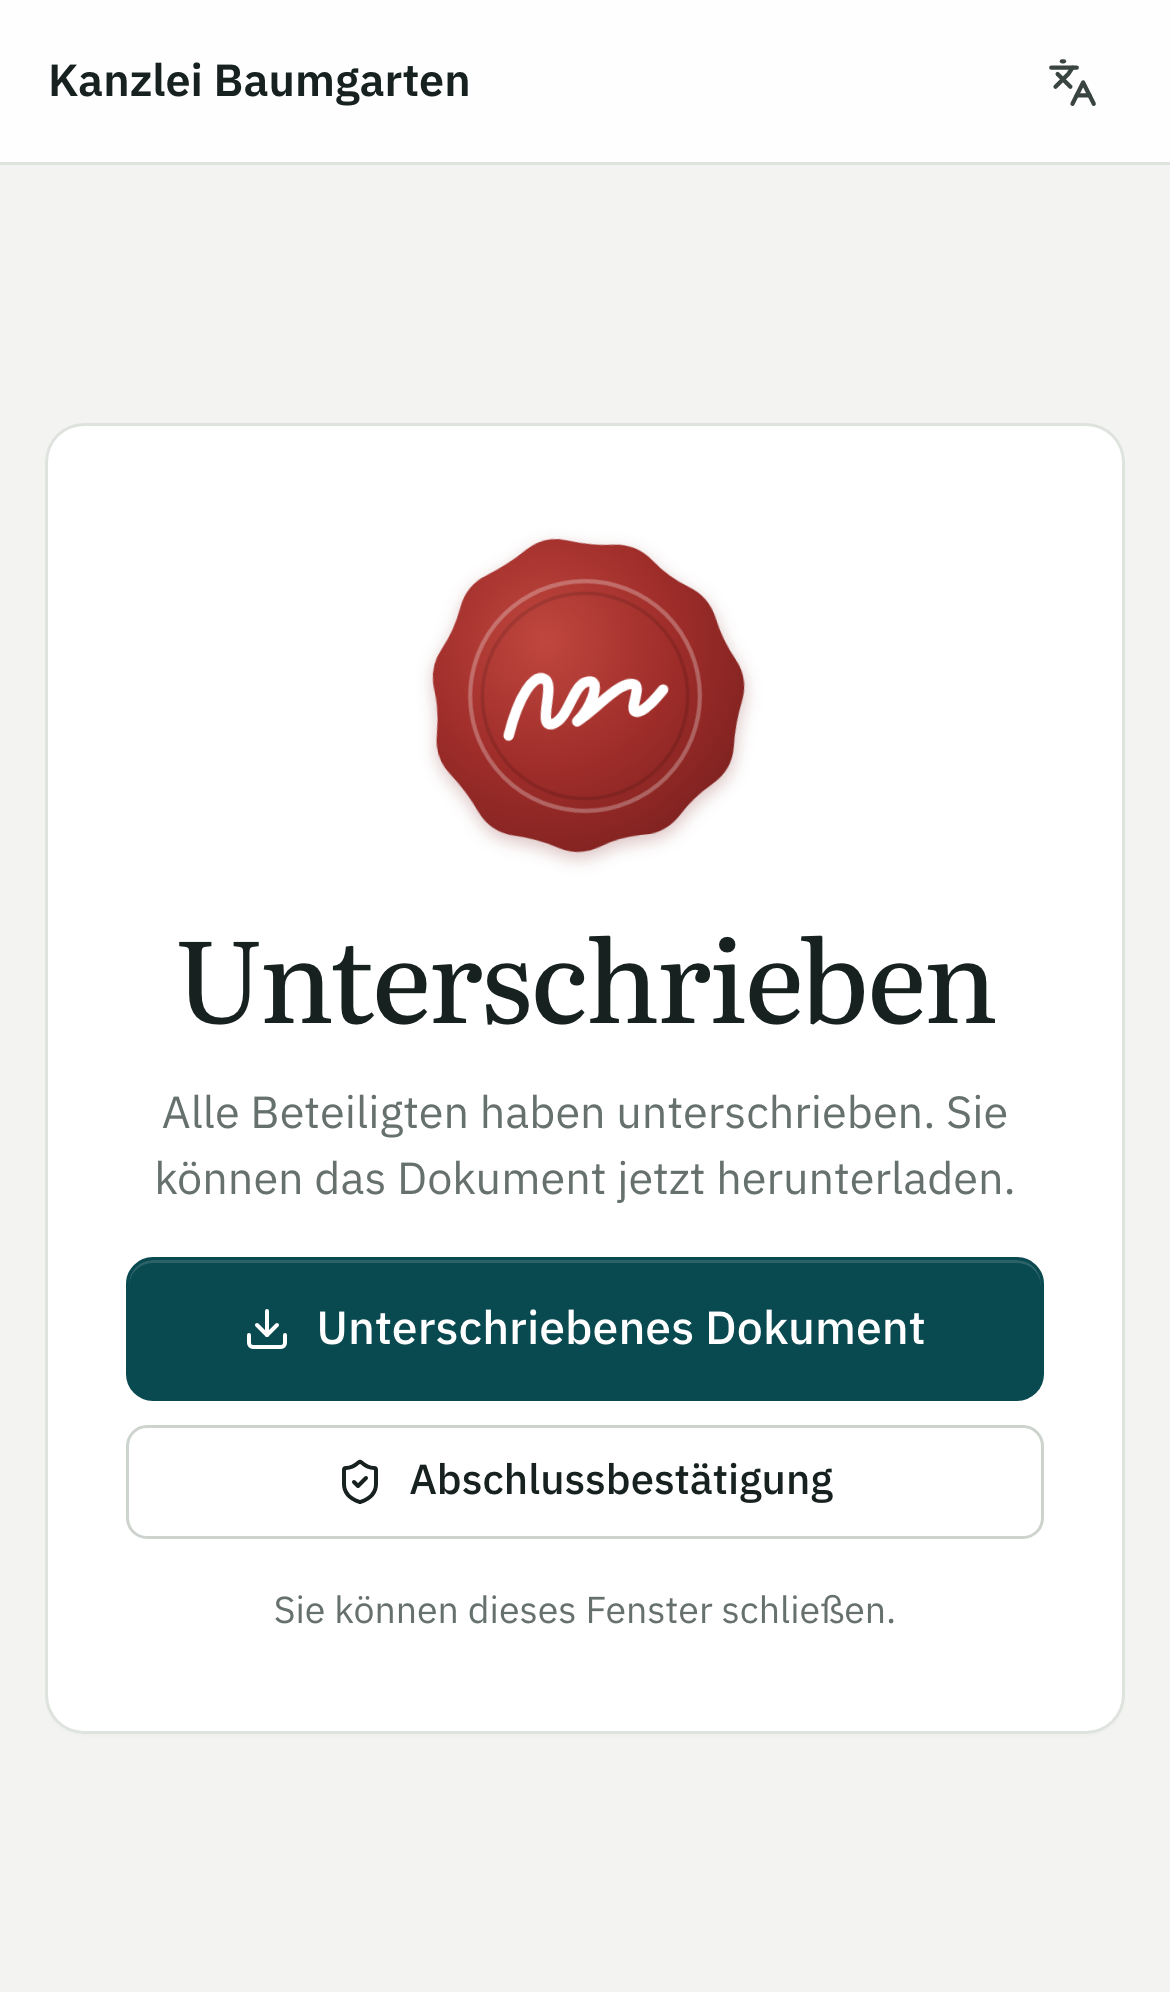 Kanzlei Baumgarten
Unterschrieben
Alle Beteiligten haben unterschrieben. Sie
können das Dokument jetzt herunterladen.
Unterschriebenes Dokument
Abschlussbestätigung
Sie können dieses Fenster schließen.